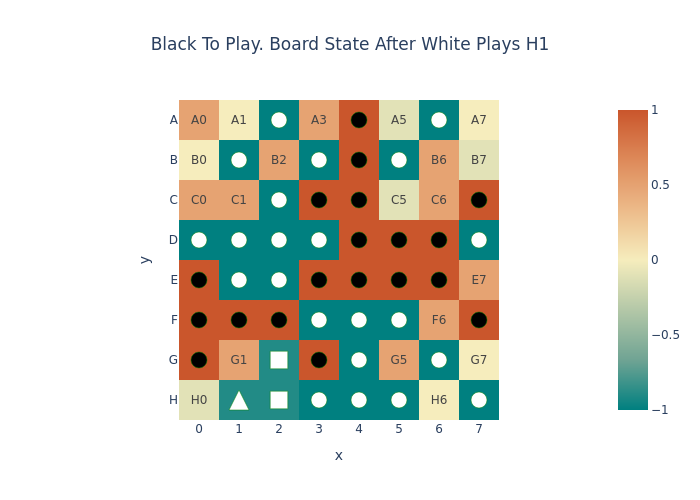 Black To Play. Board State After White Plays H1
A A0 A1 A3 A5 A7 1
B B0 B2 B6 B7
C C0 C1 C5 C6 0.5
D
y 0
E E7
F F6 −0.5
G G1 G5 G7
H H0 H6 −1
0 1 2 3 4 5 6 7
x